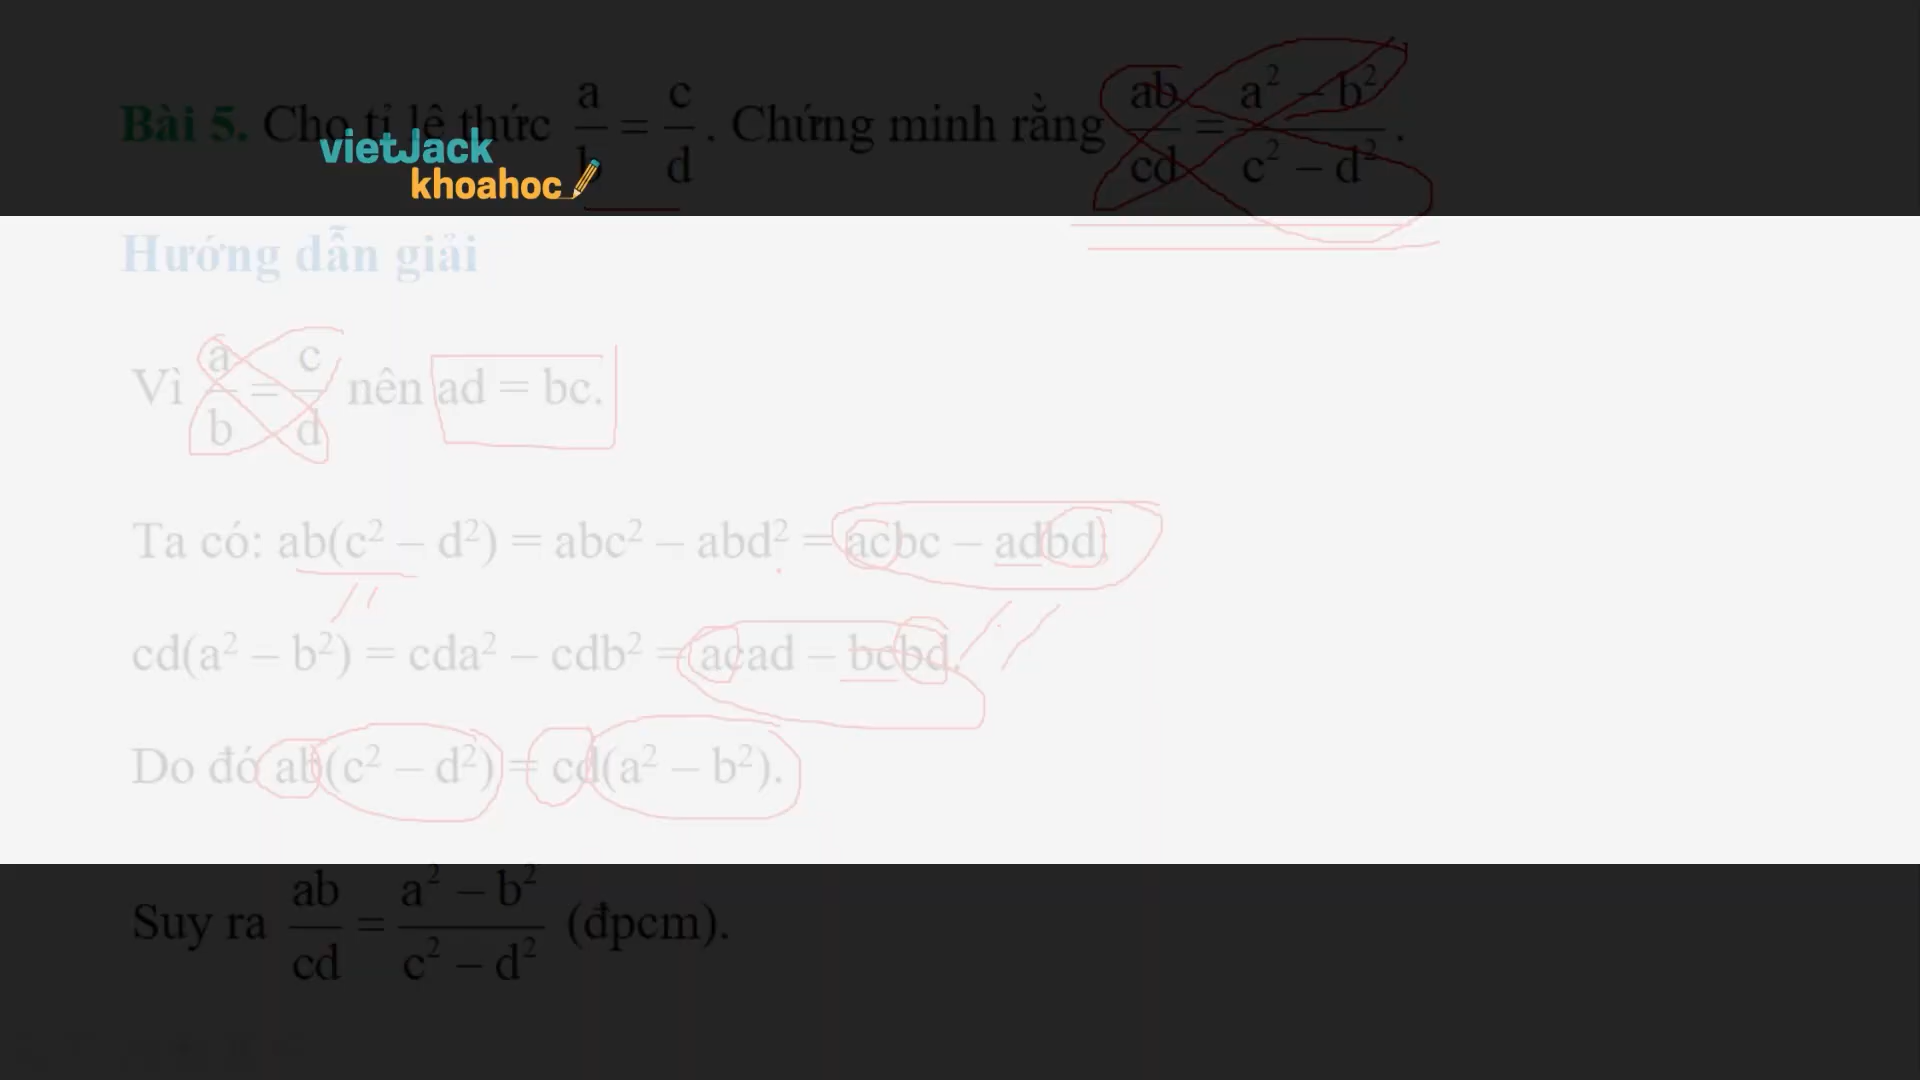 Bài 5. Cho tỉ lệ thức a/b = c/d. Chứng minh rằng ab/cd = (a² – b²)/(c² – d²).
vietJack
khoahoc
Hướng dẫn giải
Vì a/b = c/d nên ad = bc.
Ta có: ab(c² – d²) = abc² – abd² = acbc – adbd;
cd(a² – b²) = cda² – cdb² = acad – bcbd.
Do đó ab(c² – d²) = cd(a² – b²).
Suy ra ab/cd = (a² – b²)/(c² – d²) (đpcm).